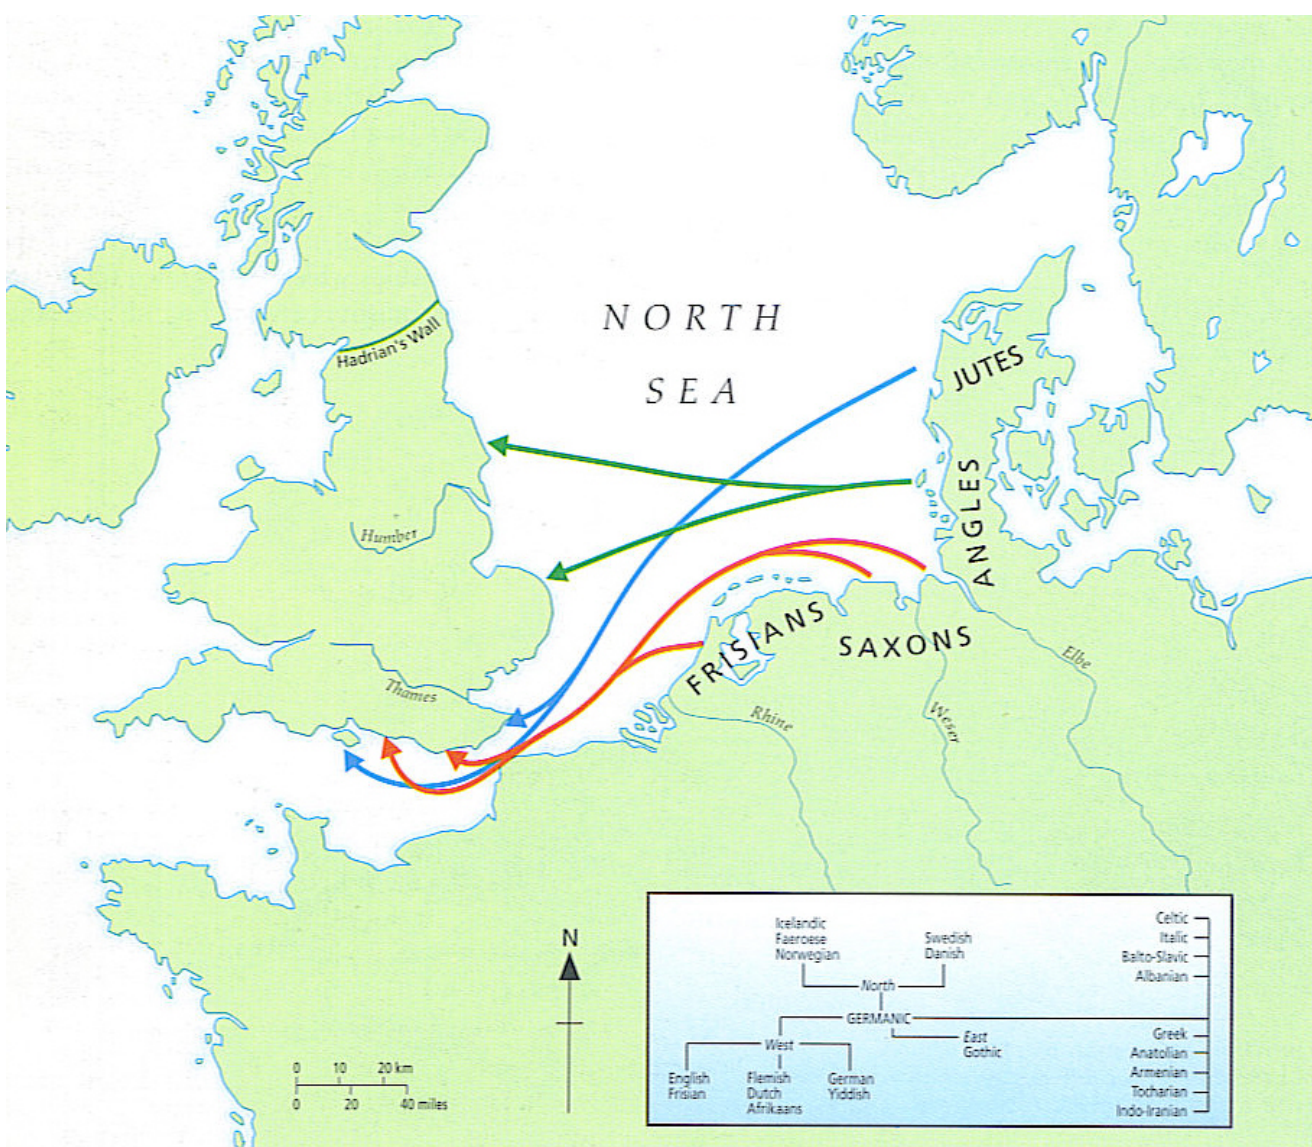 NORTH
SEA
Hadrian's Wall
JUTES
ANGLES
Humber
FRISIANS
SAXONS
Elbe
Thames
Rhine
Weser
N
0 10 20 km
0 20 40 miles
Icelandic
Faeroese
Norwegian
Swedish
Danish
North
GERMANIC
West
East
Gothic
English
Frisian
Flemish
Dutch
Afrikaans
German
Yiddish
Celtic
Italic
Balto-Slavic
Albanian
Greek
Anatolian
Armenian
Tocharian
Indo-Iranian